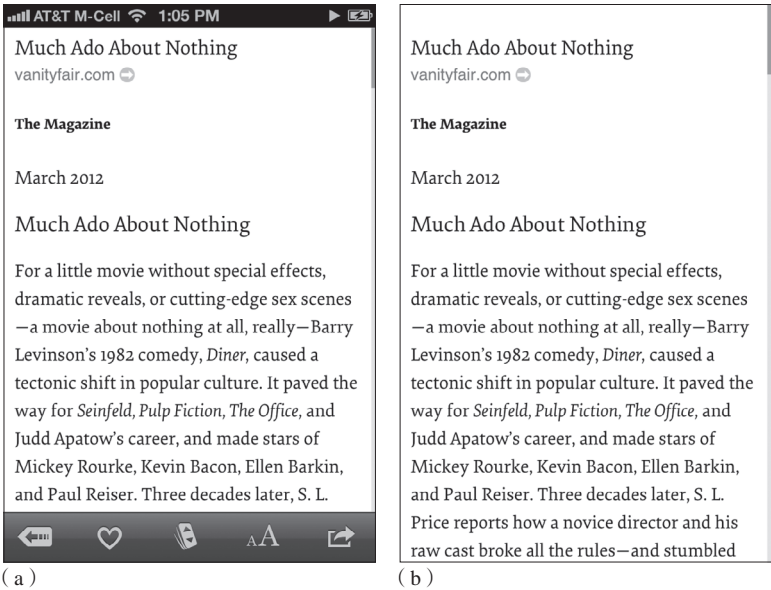 AT&T M-Cell 1:05 PM
Much Ado About Nothing
vanityfair.com
The Magazine
March 2012
Much Ado About Nothing
For a little movie without special effects,
dramatic reveals, or cutting-edge sex scenes
—a movie about nothing at all, really—Barry
Levinson's 1982 comedy, Diner, caused a
tectonic shift in popular culture. It paved the
way for Seinfeld, Pulp Fiction, The Office, and
Judd Apatow's career, and made stars of
Mickey Rourke, Kevin Bacon, Ellen Barkin,
and Paul Reiser. Three decades later, S. L.
AA
(a)
Much Ado About Nothing
vanityfair.com
The Magazine
March 2012
Much Ado About Nothing
For a little movie without special effects,
dramatic reveals, or cutting-edge sex scenes
—a movie about nothing at all, really—Barry
Levinson's 1982 comedy, Diner, caused a
tectonic shift in popular culture. It paved the
way for Seinfeld, Pulp Fiction, The Office, and
Judd Apatow's career, and made stars of
Mickey Rourke, Kevin Bacon, Ellen Barkin,
and Paul Reiser. Three decades later, S. L.
Price reports how a novice director and his
raw cast broke all the rules—and stumbled
(b)